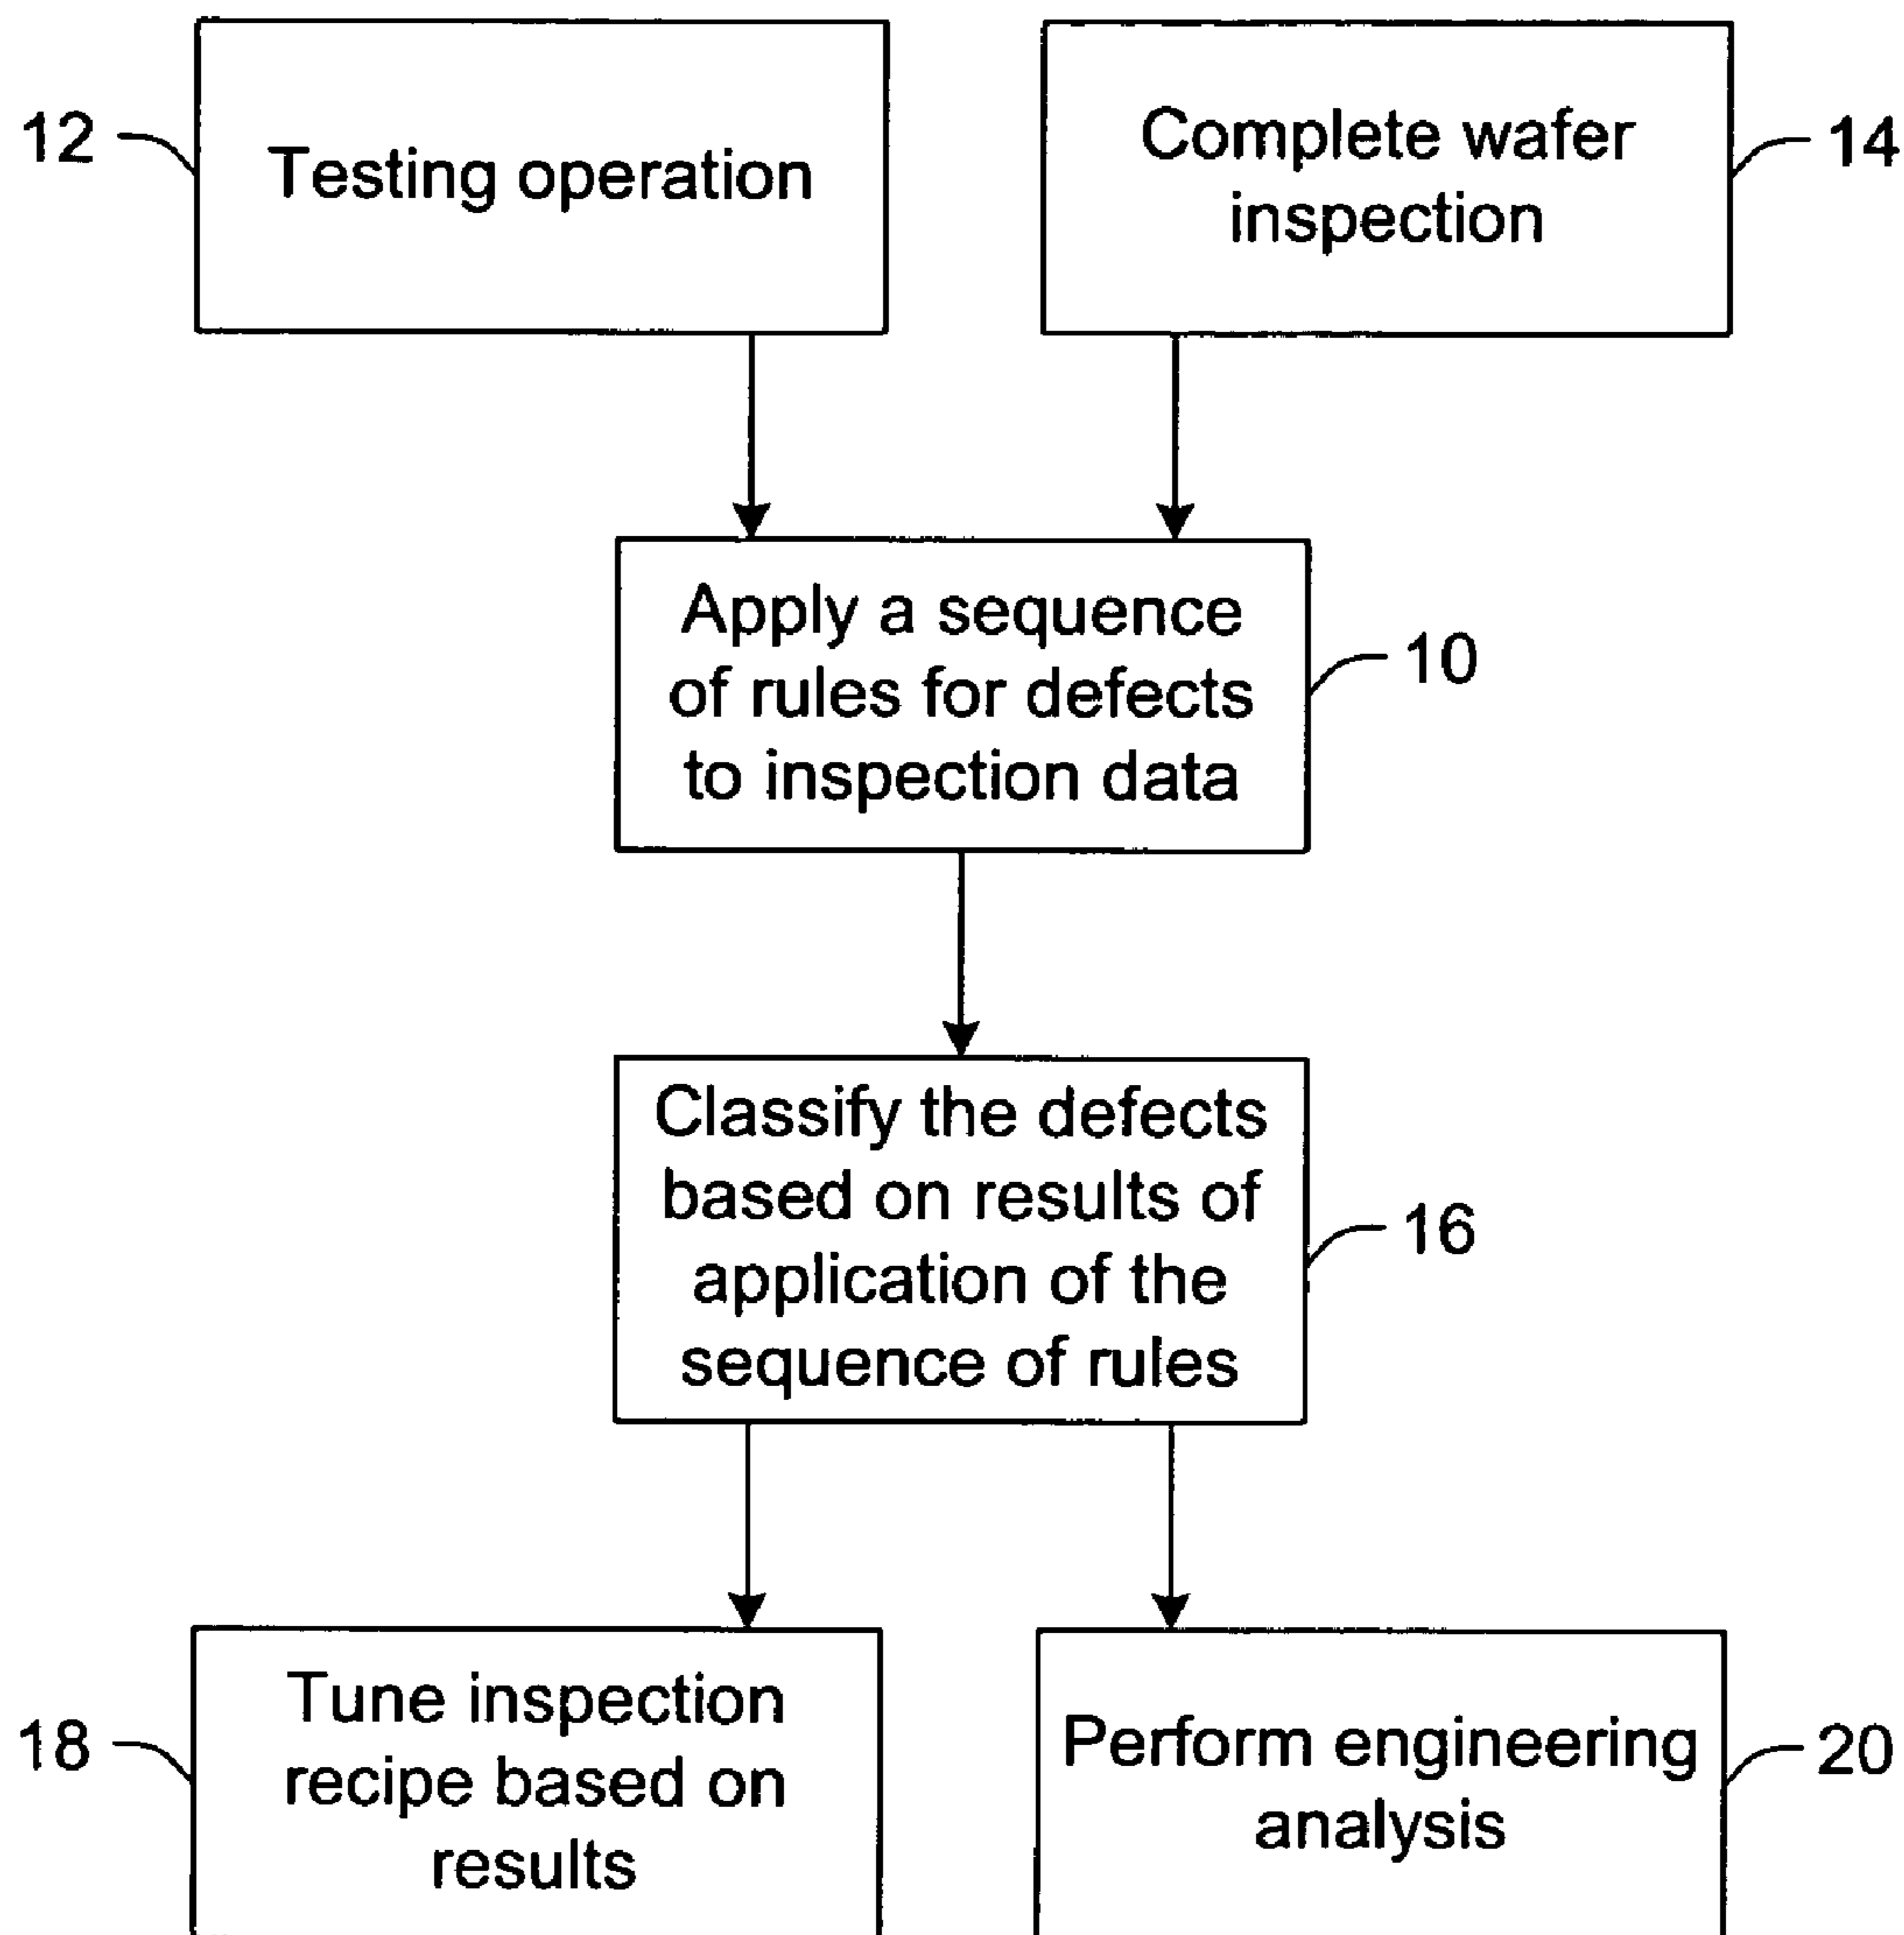 12
Testing operation
Complete wafer
inspection
14
Apply a sequence
of rules for defects
to inspection data
10
Classify the defects
based on results of
application of the
sequence of rules
16
18
Tune inspection
recipe based on
results
Perform engineering
analysis
20